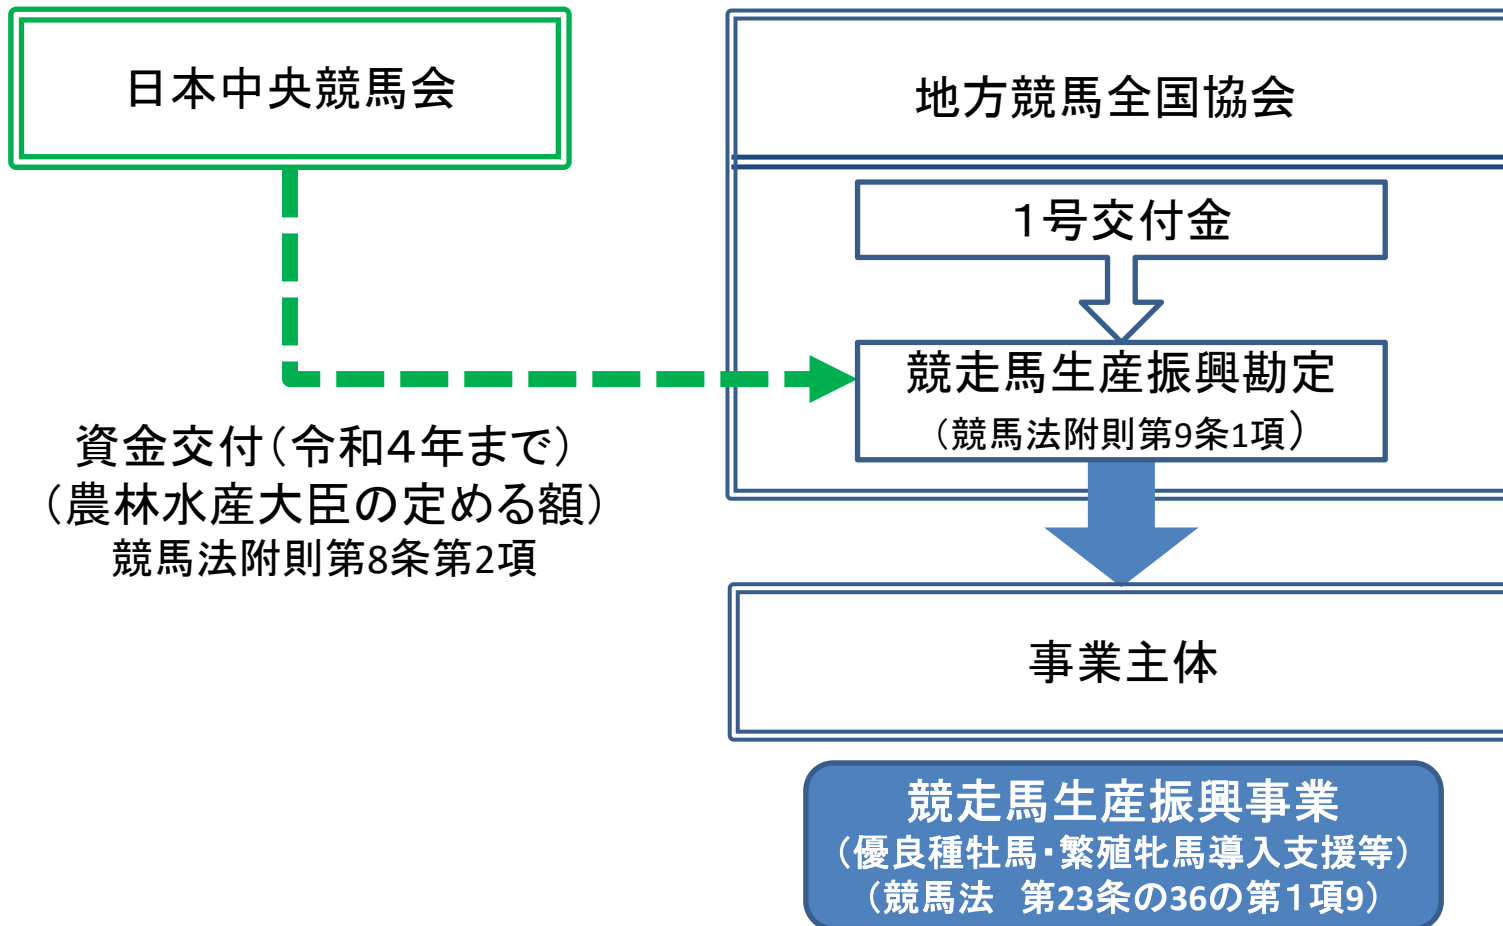 日本中央競馬会
地方競馬全国協会
１号交付金
競走馬生産振興勘定
（競馬法附則第9条1項）
資金交付（令和４年まで）
（農林水産大臣の定める額）
競馬法附則第8条第2項
事業主体
競走馬生産振興事業
（優良種牡馬・繁殖牝馬導入支援等）
（競馬法　第23条の36の第１項9）